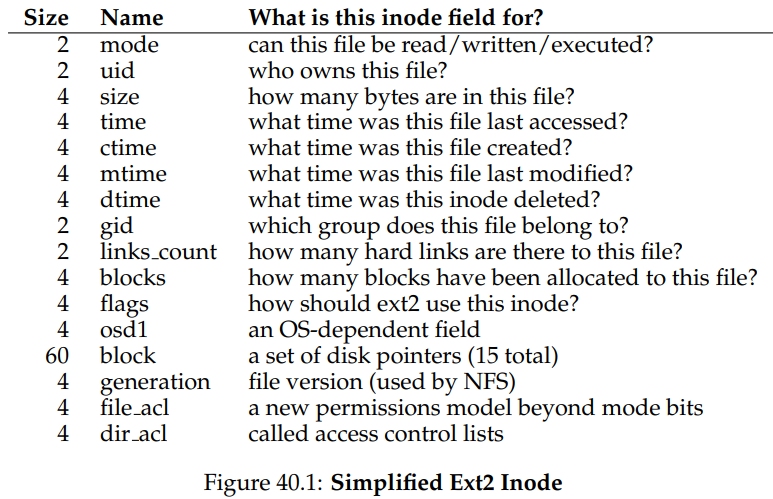 Size Name What is this inode field for?
2 mode can this file be read/written/executed?
2 uid who owns this file?
4 size how many bytes are in this file?
4 time what time was this file last accessed?
4 ctime what time was this file created?
4 mtime what time was this file last modified?
4 dtime what time was this inode deleted?
2 gid which group does this file belong to?
2 links_count how many hard links are there to this file?
4 blocks how many blocks have been allocated to this file?
4 flags how should ext2 use this inode?
4 osd1 an OS-dependent field
60 block a set of disk pointers (15 total)
4 generation file version (used by NFS)
4 file_acl a new permissions model beyond mode bits
4 dir_acl called access control lists
Figure 40.1: Simplified Ext2 Inode